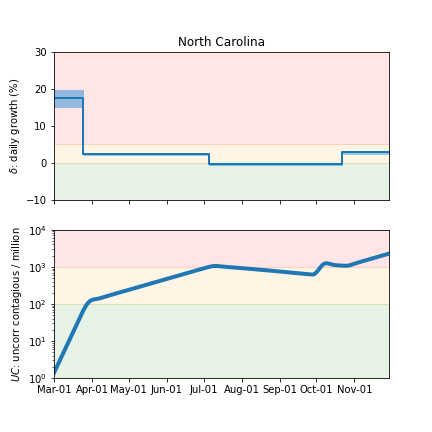 North Carolina
δ: daily growth (%)
30
20
10
0
−10
UC: uncorr contagious / million
10⁴
10³
10²
10¹
10⁰
Mar-01 Apr-01 May-01 Jun-01 Jul-01 Aug-01 Sep-01 Oct-01 Nov-01